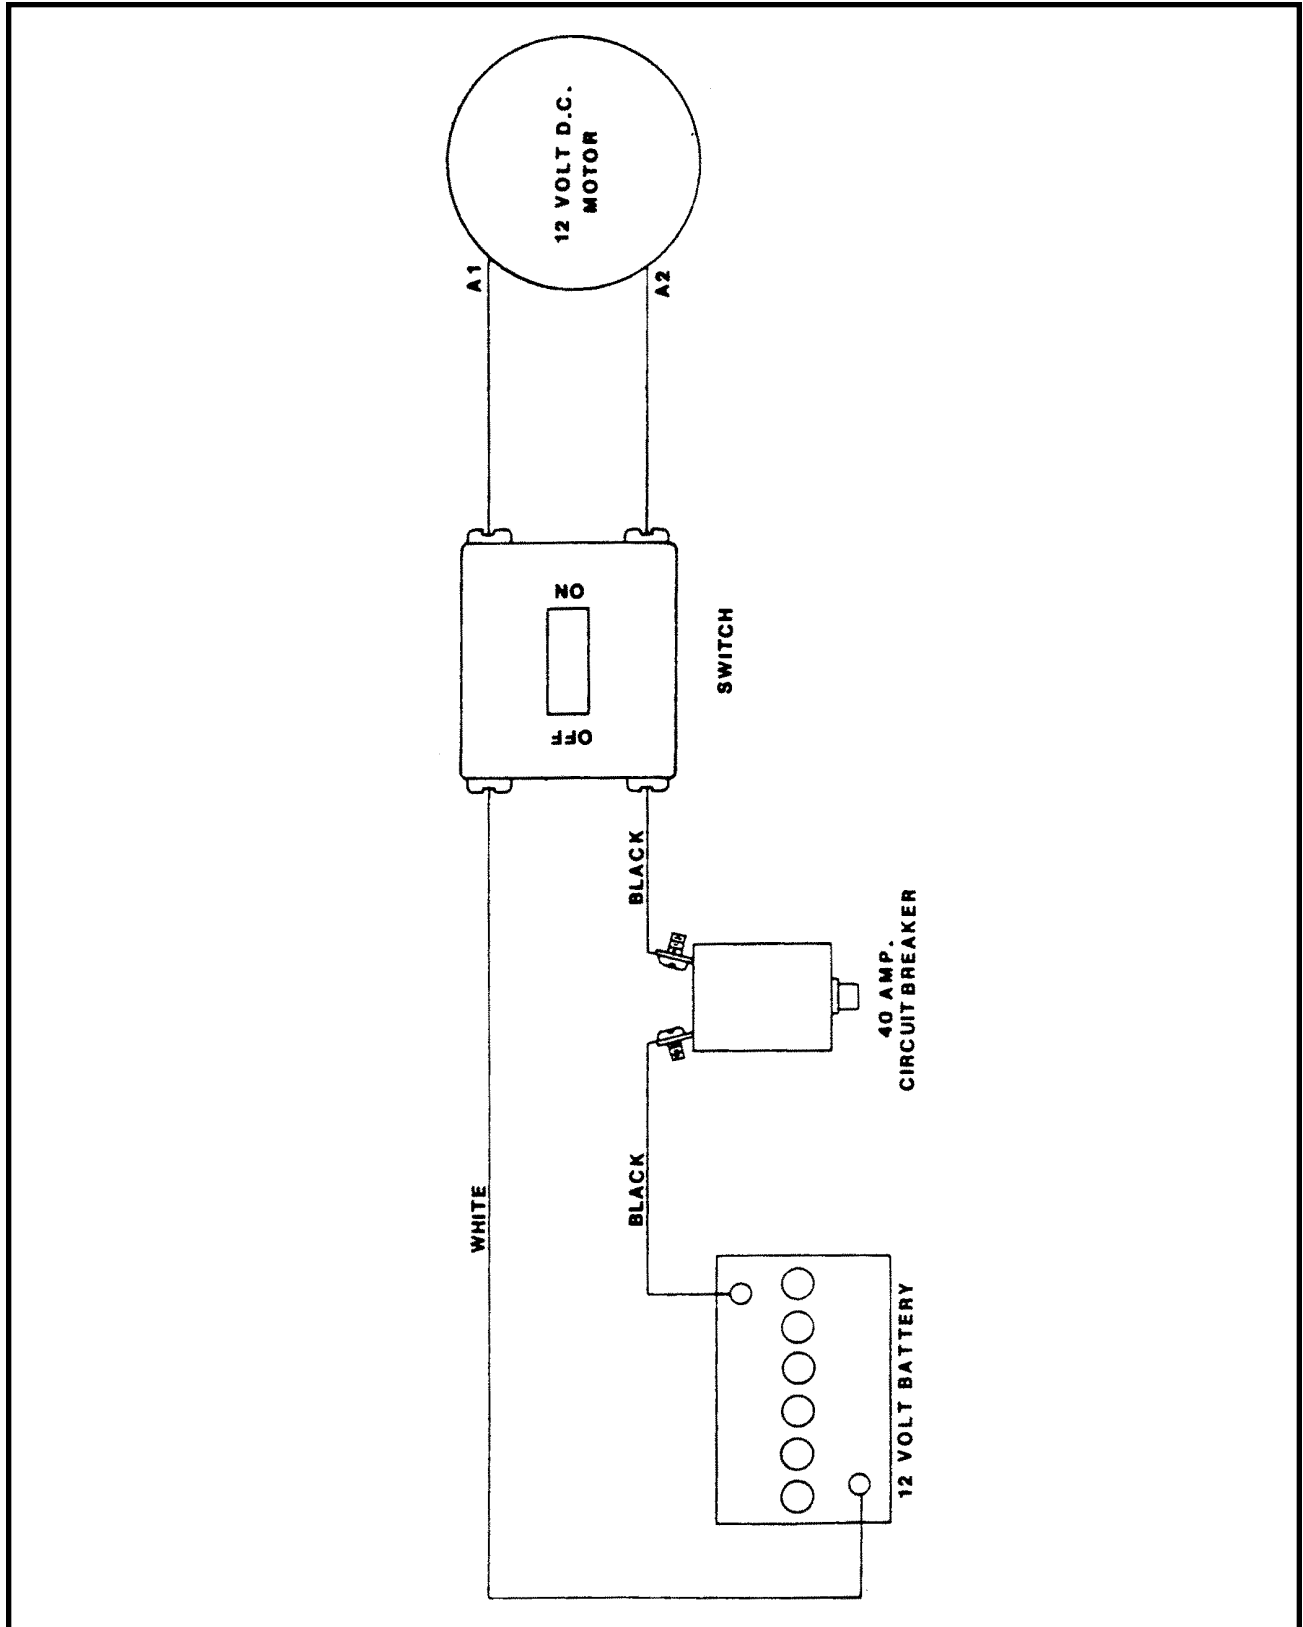 12 VOLT D.C.
MOTOR
A1
A2
ON
OFF
SWITCH
BLACK
40 AMP.
CIRCUIT BREAKER
WHITE
BLACK
12 VOLT BATTERY